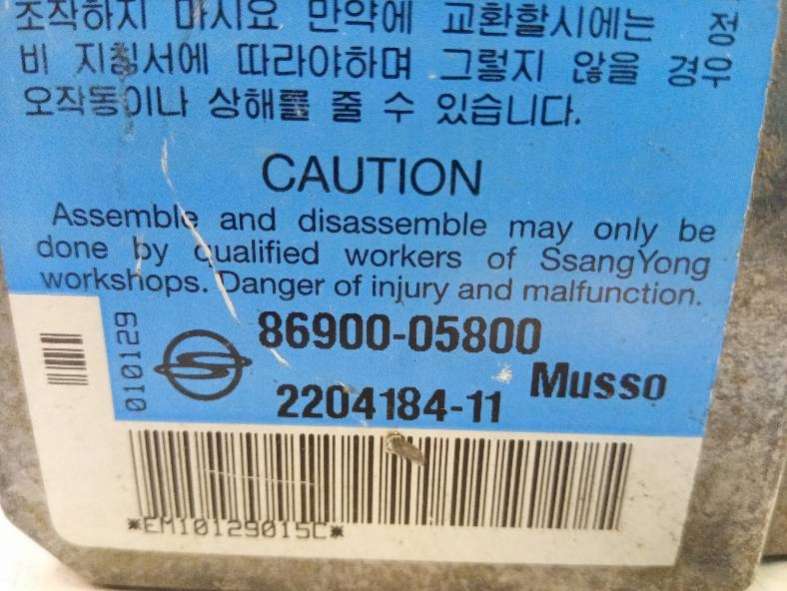 조작하지 마시요 만약에 교환할시에는 정
비 지침서에 따라야하며 그렇지 않을 경우
오작동이나 상해를 줄 수 있습니다.
CAUTION
Assemble and disassemble may only be
done by qualified workers of SsangYong
workshops. Danger of injury and malfunction.
010129
86900-05800
Musso
2204184-11
*EM10129015C*